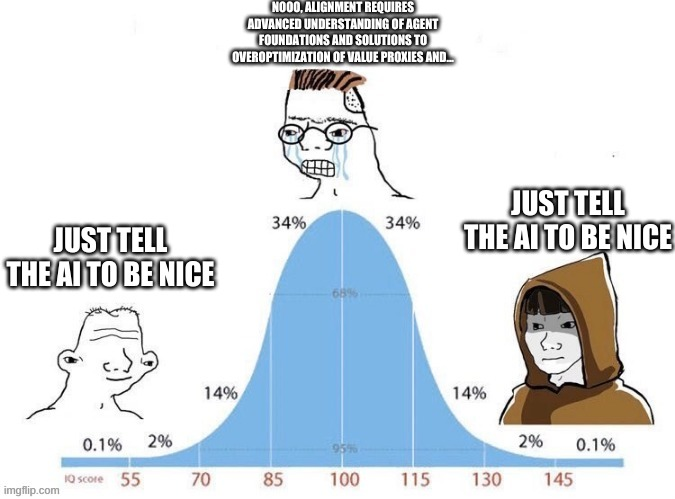 NOOO, ALIGNMENT REQUIRES
ADVANCED UNDERSTANDING OF AGENT
FOUNDATIONS AND SOLUTIONS TO
OVEROPTIMIZATION OF VALUE PROXIES AND...
JUST TELL
THE AI TO BE NICE
JUST TELL
THE AI TO BE NICE
34% 34%
68%
14% 14%
0.1% 2% 95% 2% 0.1%
IQ score 55 70 85 100 115 130 145
imgflip.com